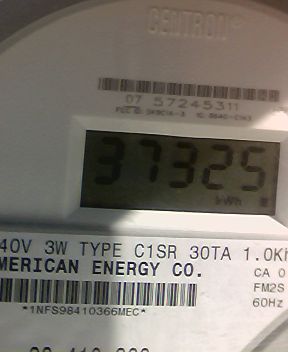 CENTRON®
07 57245311
37325
kWh
40V 3W TYPE C1SR 30TA 1.0Kh
MERICAN ENERGY CO.
CA 0
FM2S
60Hz
*1NFS98410366MEC*